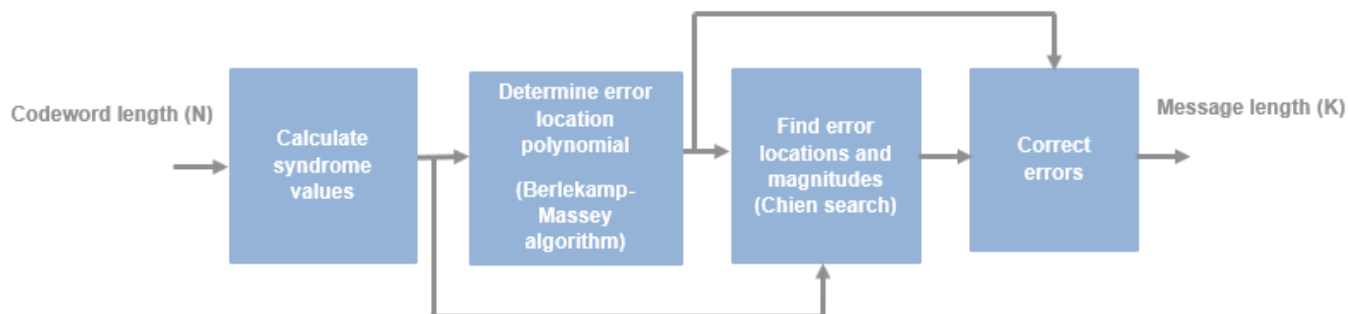 Codeword length (N)
Calculate
syndrome
values
Determine error
location
polynomial
(Berlekamp-
Massey
algorithm)
Find error
locations and
magnitudes
(Chien search)
Correct
errors
Message length (K)